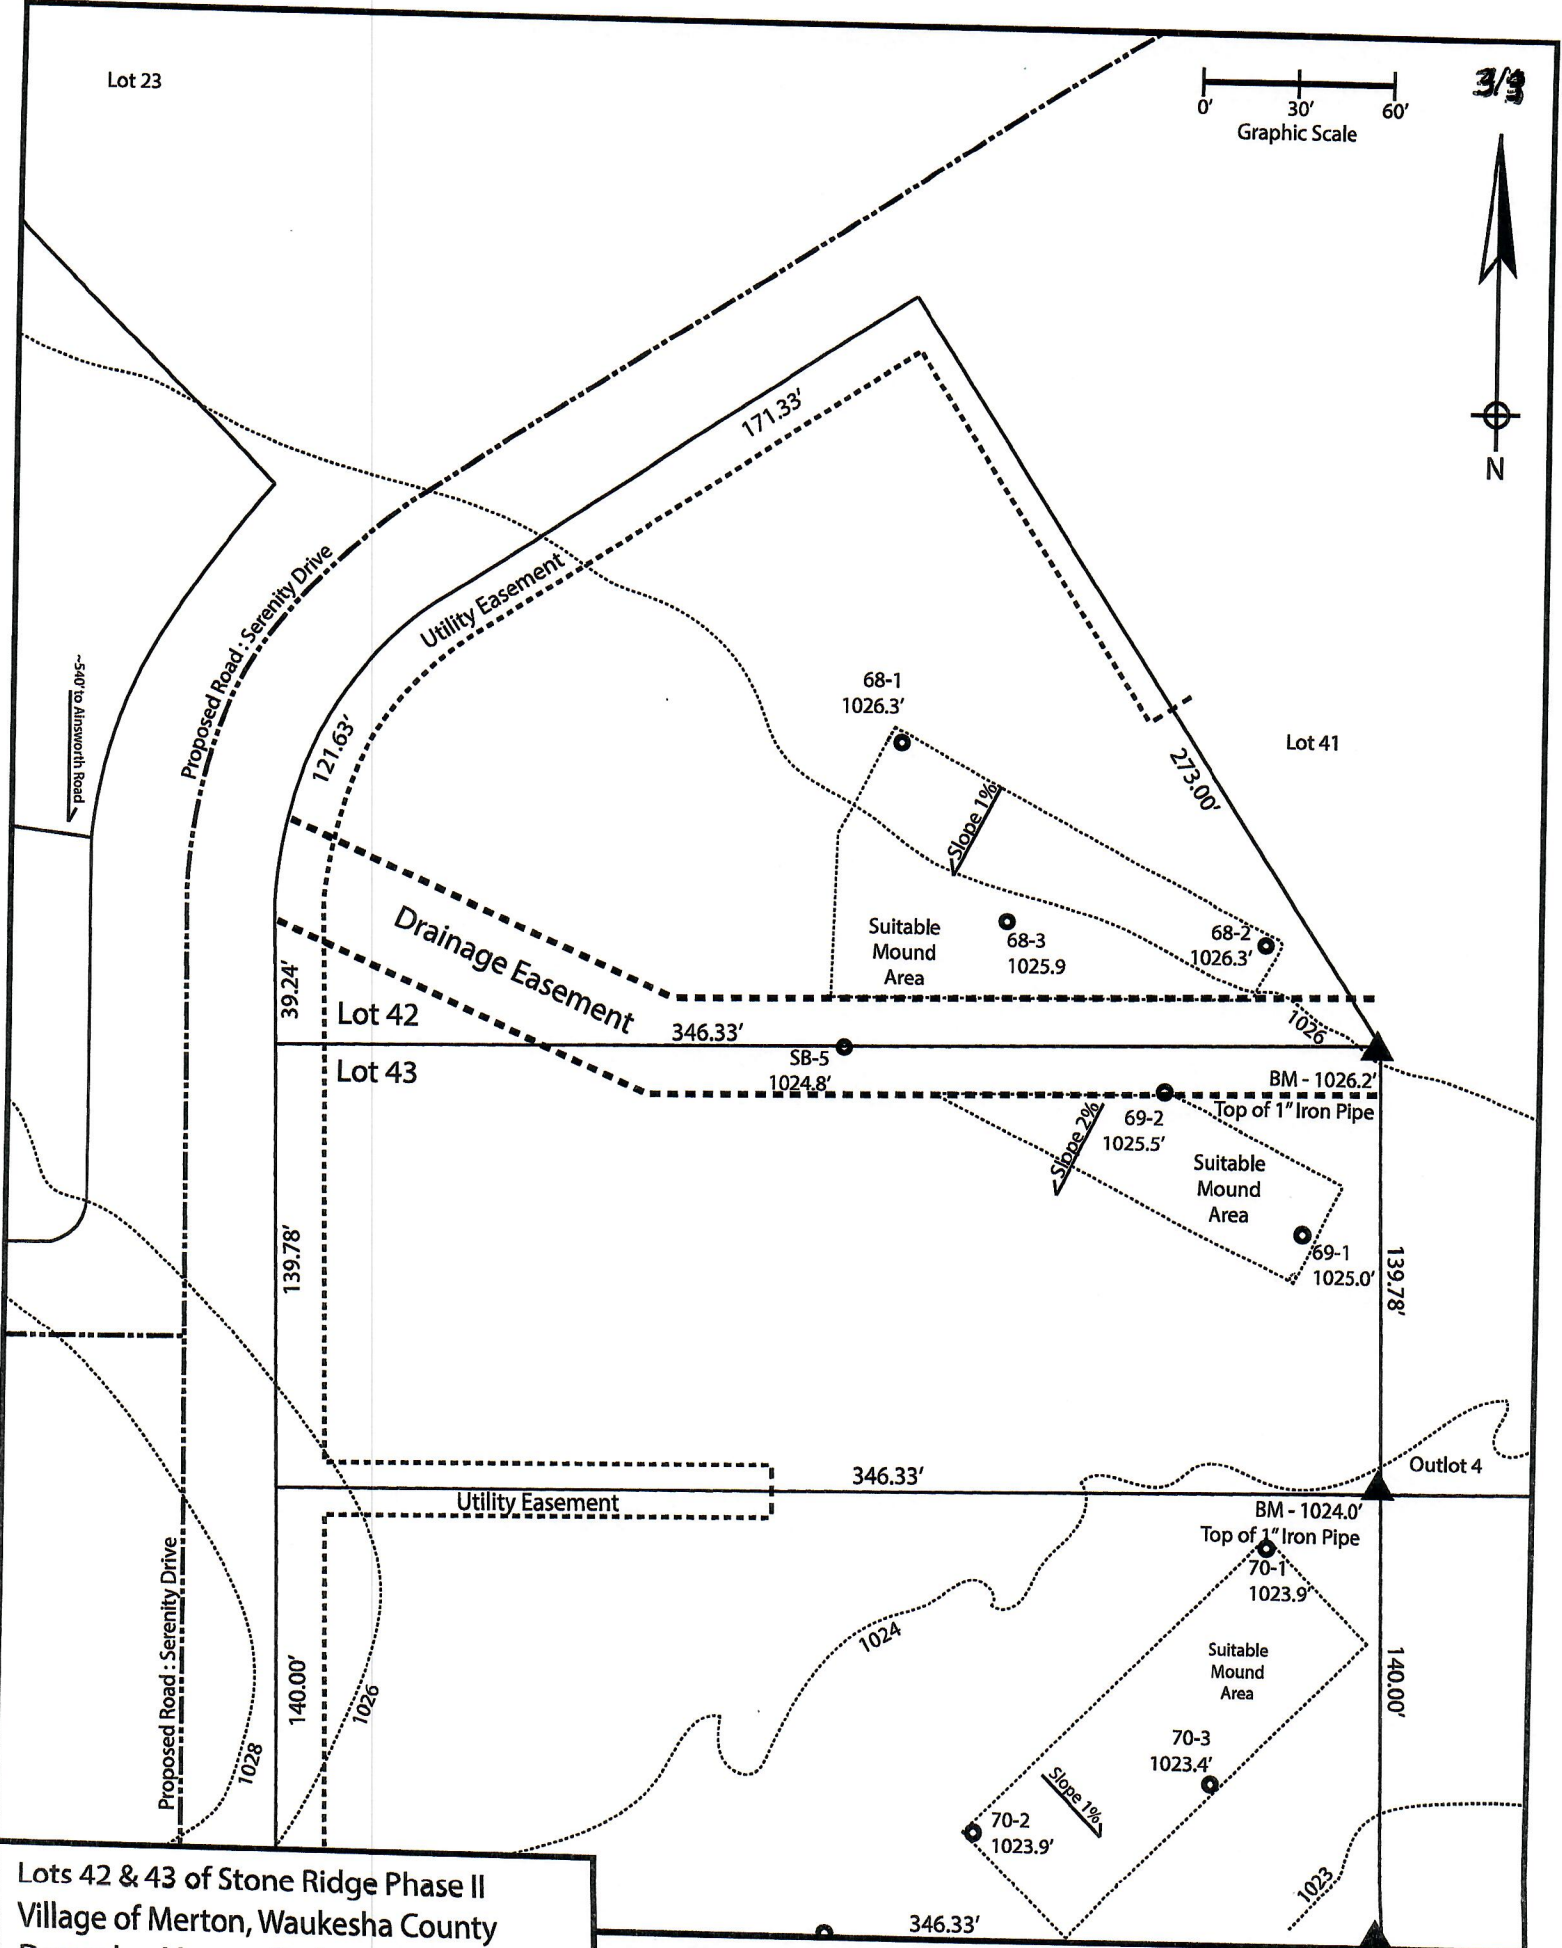 Lot 23
0' 30' 60'
Graphic Scale
N
171.33'
Utility Easement
Proposed Road : Serenity Drive
~540' to Ainsworth Road
121.63'
68-1
1026.3'
Lot 41
273.00'
Slope 1%
Drainage Easement
Suitable
Mound
Area
68-3
1025.9
68-2
1026.3'
39.24'
Lot 42
346.33'
1026
Lot 43
SB-5
1024.8'
BM - 1026.2'
Top of 1" Iron Pipe
69-2
1025.5'
Slope 2%
Suitable
Mound
Area
69-1
1025.0'
139.78'
139.78'
346.33'
Outlot 4
Utility Easement
BM - 1024.0'
Top of 1" Iron Pipe
70-1
1023.9'
1024
Suitable
Mound
Area
Proposed Road : Serenity Drive
140.00'
1026
1028
140.00'
70-3
1023.4'
Slope 1%
70-2
1023.9'
1023
346.33'
Lots 42 & 43 of Stone Ridge Phase II
Village of Merton, Waukesha County